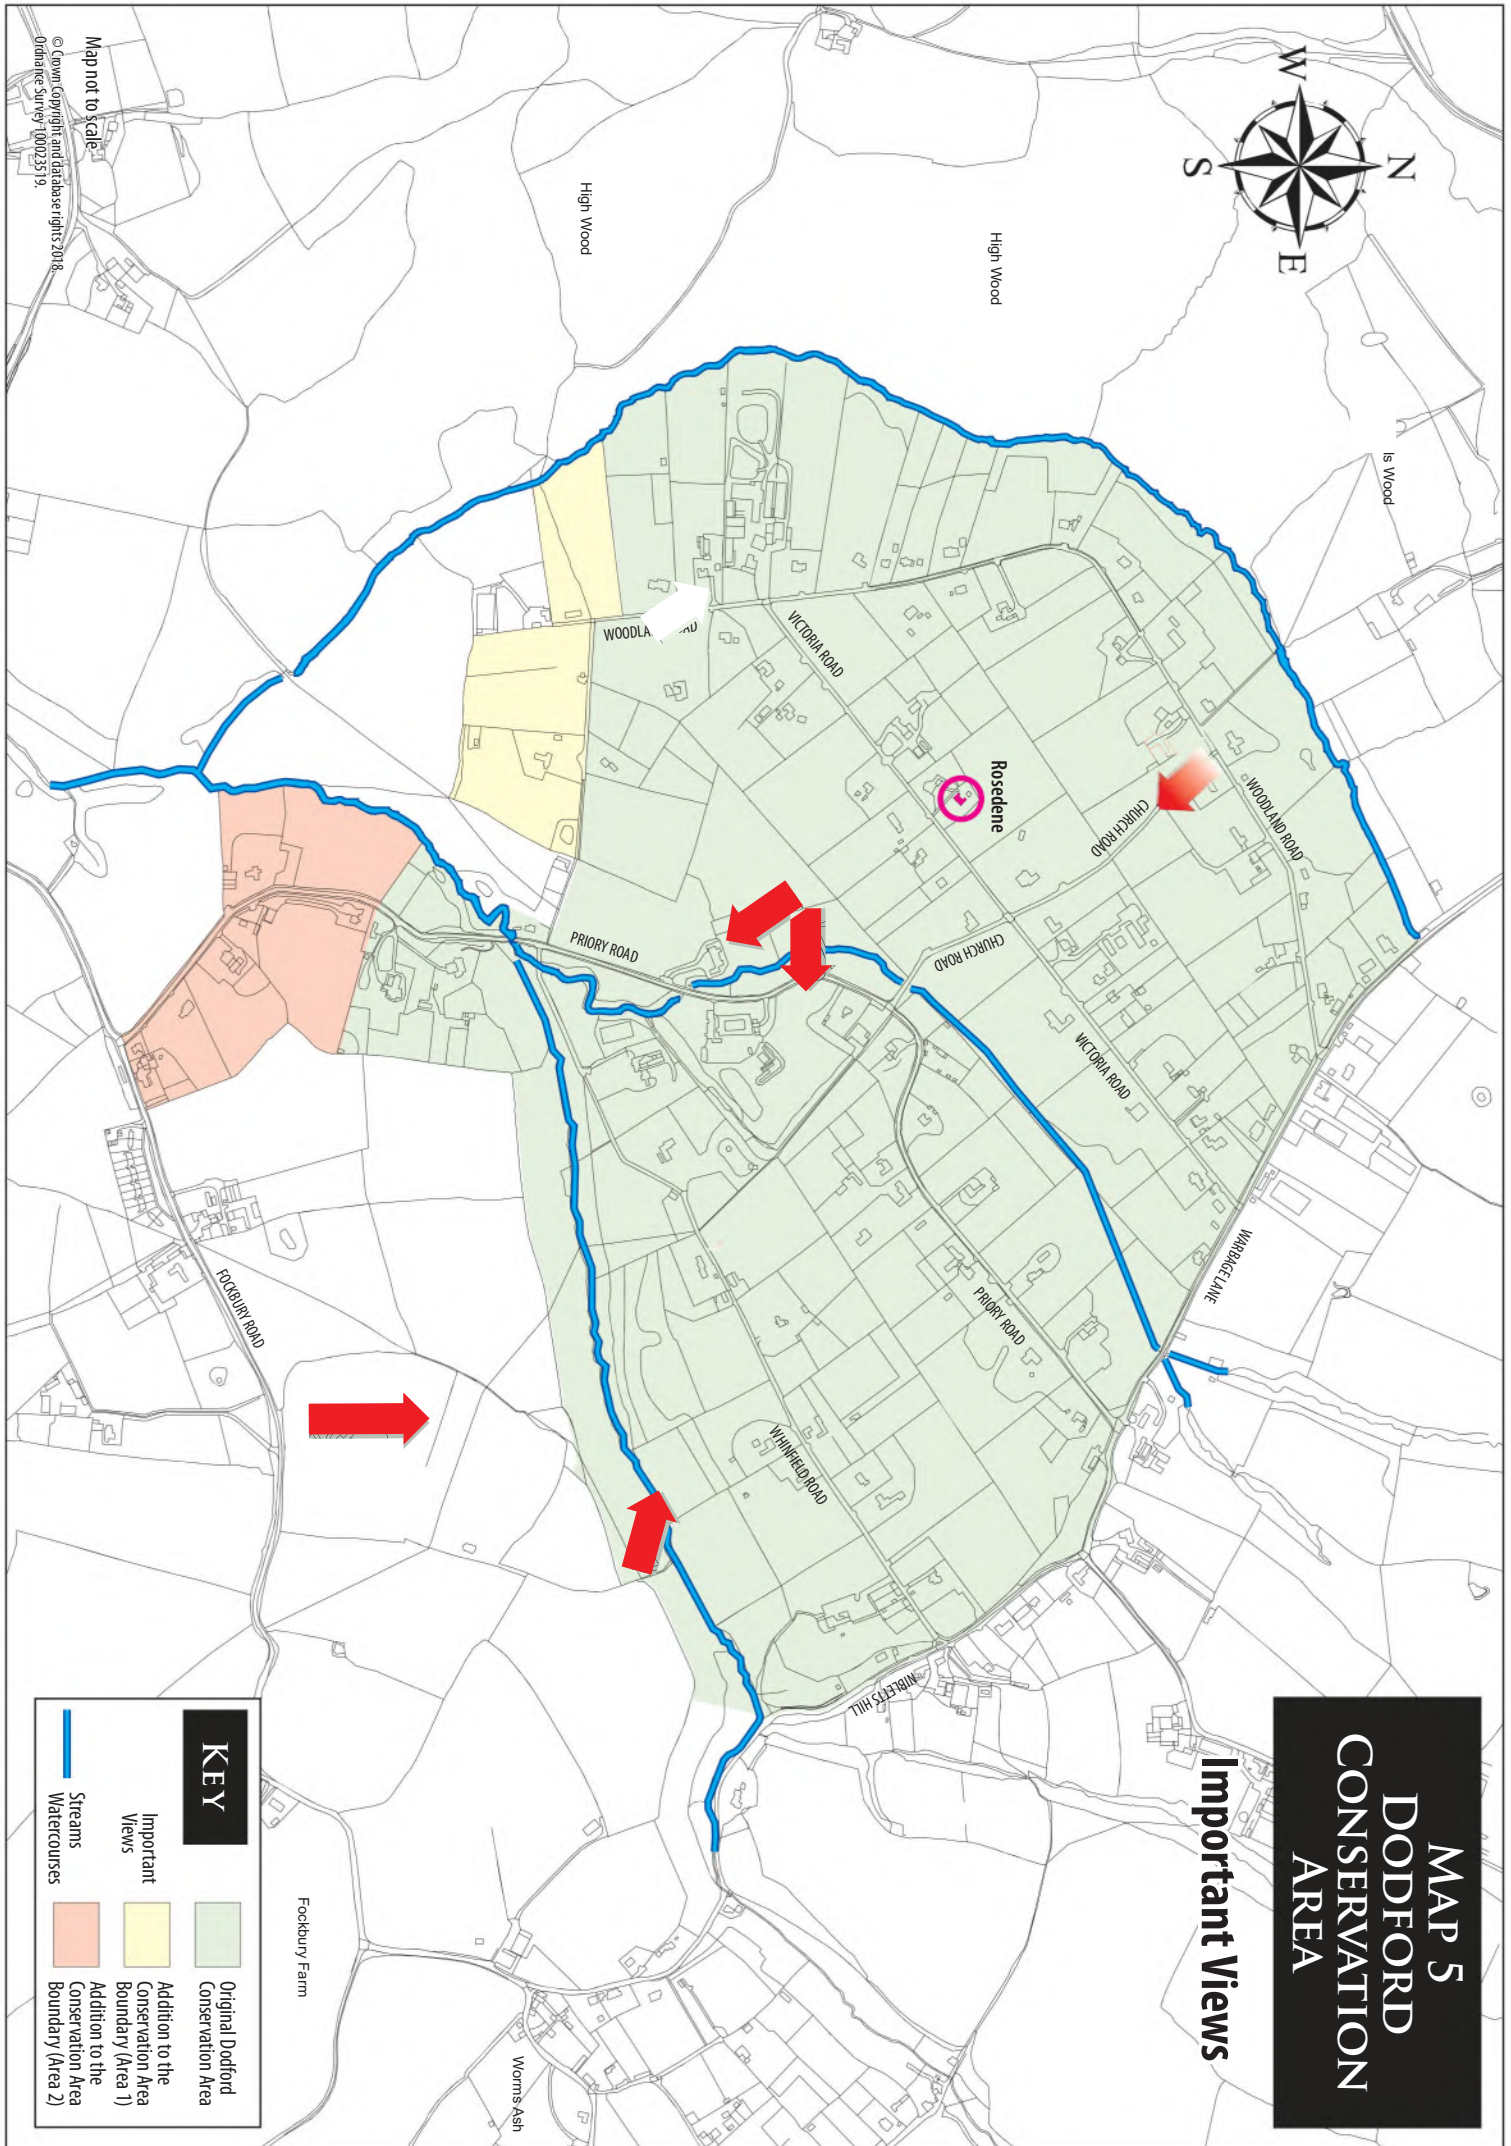 MAP 5
DODFORD
CONSERVATION
AREA
Important Views
N
E
S
W
Is Wood
High Wood
High Wood
WARBAGE LANE
WOODLAND ROAD
CHURCH ROAD
VICTORIA ROAD
Rosedene
CHURCH ROAD
VICTORIA ROAD
PRIORY ROAD
WHINFIELD ROAD
NIBLETTS HILL
PRIORY ROAD
FOCKBURY ROAD
Fockbury Farm
Worms Ash
KEY
Important
Views
Streams
Watercourses
Original Dodford
Conservation Area
Addition to the
Conservation Area
Boundary (Area 1)
Addition to the
Conservation Area
Boundary (Area 2)
Map not to scale
© Crown Copyright and database rights 2018.
Ordnance Survey 100023519.